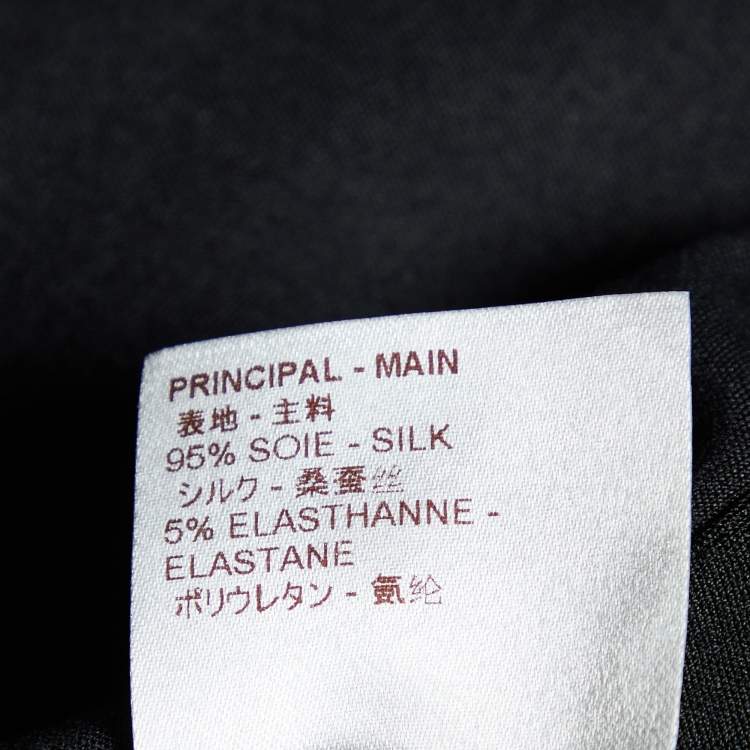 PRINCIPAL - MAIN
表地 - 主料
95% SOIE - SILK
シルク - 桑蚕丝
5% ELASTHANNE -
ELASTANE
ポリウレタン - 氨纶